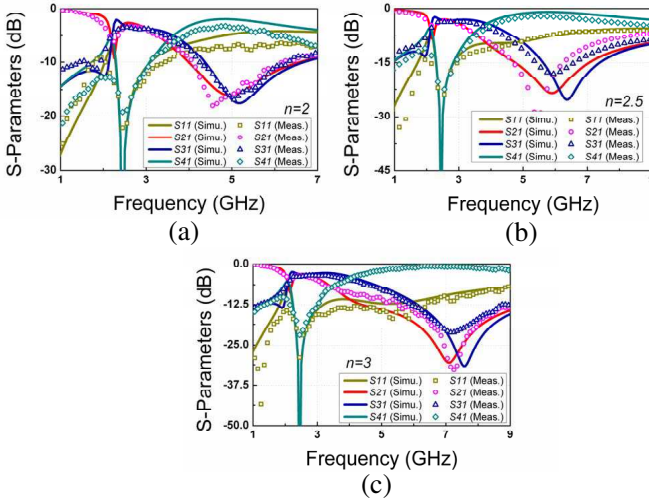 S-Parameters (dB)
0
-10
-20
-30
n=2
S11 (Simu.) S11 (Meas.)
S21 (Simu.) S21 (Meas.)
S31 (Simu.) S31 (Meas.)
S41 (Simu.) S41 (Meas.)
1 3 5 7
Frequency (GHz)
(a)
S-Parameters (dB)
0
-15
-30
-45
n=2.5
S11 (Simu.) S11 (Meas.)
S21 (Simu.) S21 (Meas.)
S31 (Simu.) S31 (Meas.)
S41 (Simu.) S41 (Meas.)
1 3 5 7
Frequency (GHz)
(b)
S-Parameters (dB)
0.0
-12.5
-25.0
-37.5
-50.0
n=3
S11 (Simu.) S11 (Meas.)
S21 (Simu.) S21 (Meas.)
S31 (Simu.) S31 (Meas.)
S41 (Simu.) S41 (Meas.)
1 3 5 7 9
Frequency (GHz)
(c)